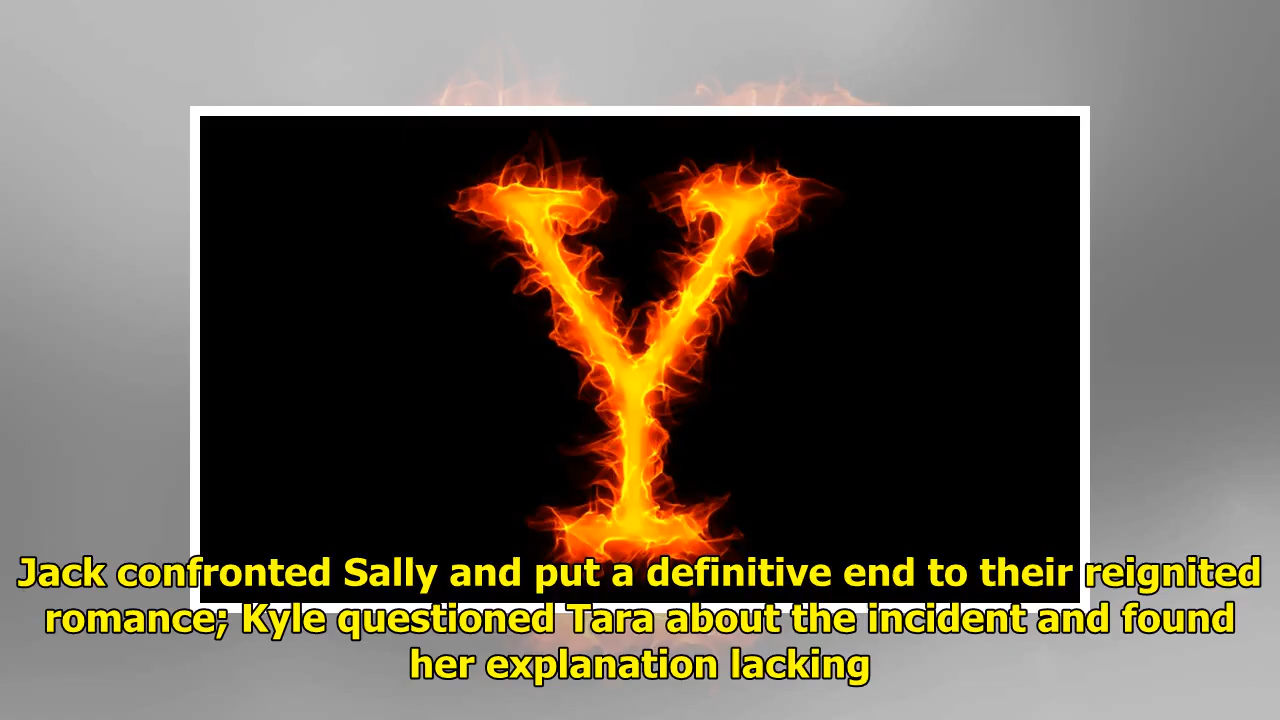 Y
Jack confronted Sally and put a definitive end to their reignited
romance; Kyle questioned Tara about the incident and found
her explanation lacking